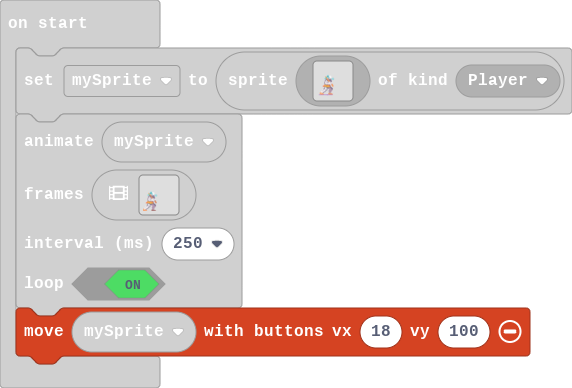 on start
set mySprite to sprite of kind Player
animate mySprite
frames
interval (ms) 250
loop ON
move mySprite with buttons vx 18 vy 100